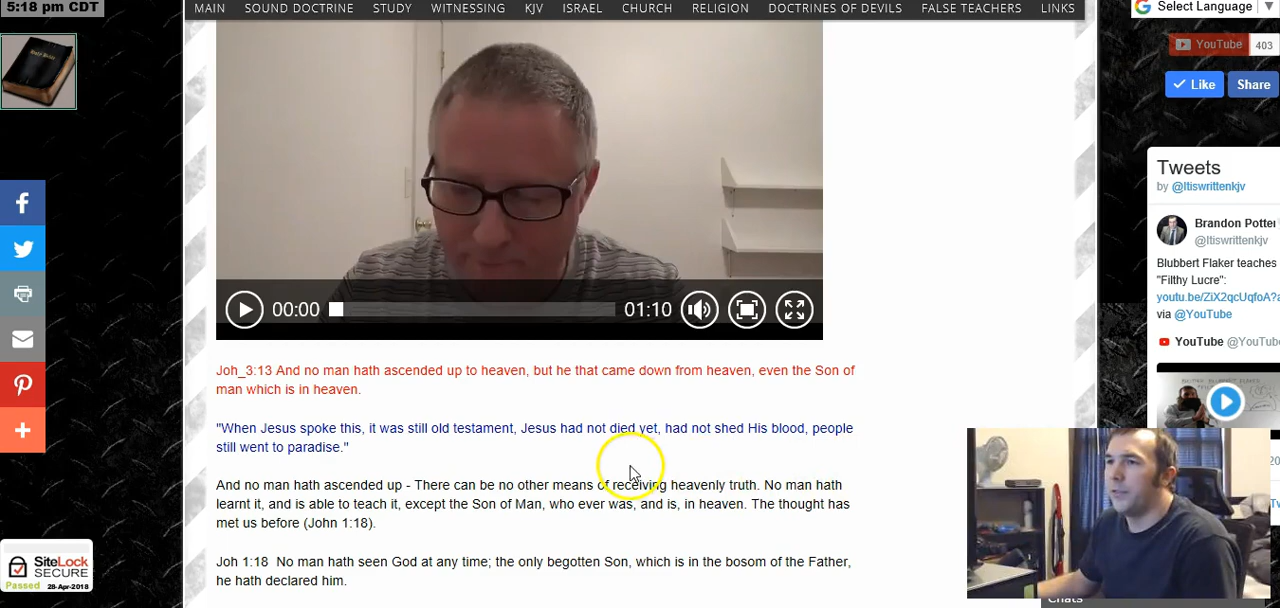 5:18 pm CDT
MAIN SOUND DOCTRINE STUDY WITNESSING KJV ISRAEL CHURCH RELIGION DOCTRINES OF DEVILS FALSE TEACHERS LINKS
G Select Language ▼
YouTube 403
Like Share
Tweets
by @Itiswrittenkjv
Brandon Potter
@Itiswrittenkjv
Blubbert Flaker teaches
"Filthy Lucre":
youtu.be/ZiX2qcUqfoA?a
via @YouTube
YouTube @YouTube
00:00 01:10
Joh_3:13 And no man hath ascended up to heaven, but he that came down from heaven, even the Son of
man which is in heaven.
"When Jesus spoke this, it was still old testament, Jesus had not died yet, had not shed His blood, people
still went to paradise."
And no man hath ascended up - There can be no other means of receiving heavenly truth. No man hath
learnt it, and is able to teach it, except the Son of Man, who ever was, and is, in heaven. The thought has
met us before (John 1:18).
Joh 1:18 No man hath seen God at any time; the only begotten Son, which is in the bosom of the Father,
he hath declared him.
SiteLock
SECURE
Passed 28-Apr-2018
Chats